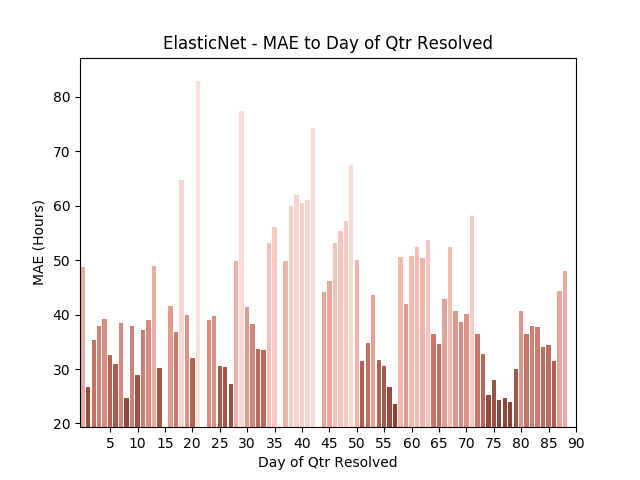 ElasticNet - MAE to Day of Qtr Resolved
MAE (Hours)
80
70
60
50
40
30
20
5 10 15 20 25 30 35 40 45 50 55 60 65 70 75 80 85 90
Day of Qtr Resolved